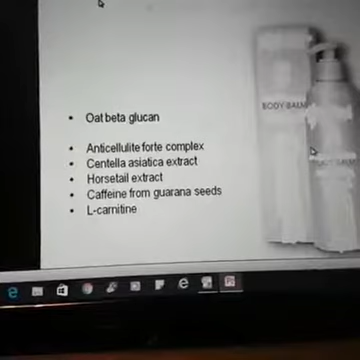 Oat beta glucan
Anticellulite forte complex
Centella asiatica extract
Horsetail extract
Caffeine from guarana seeds
L-carnitine
BODY BALM